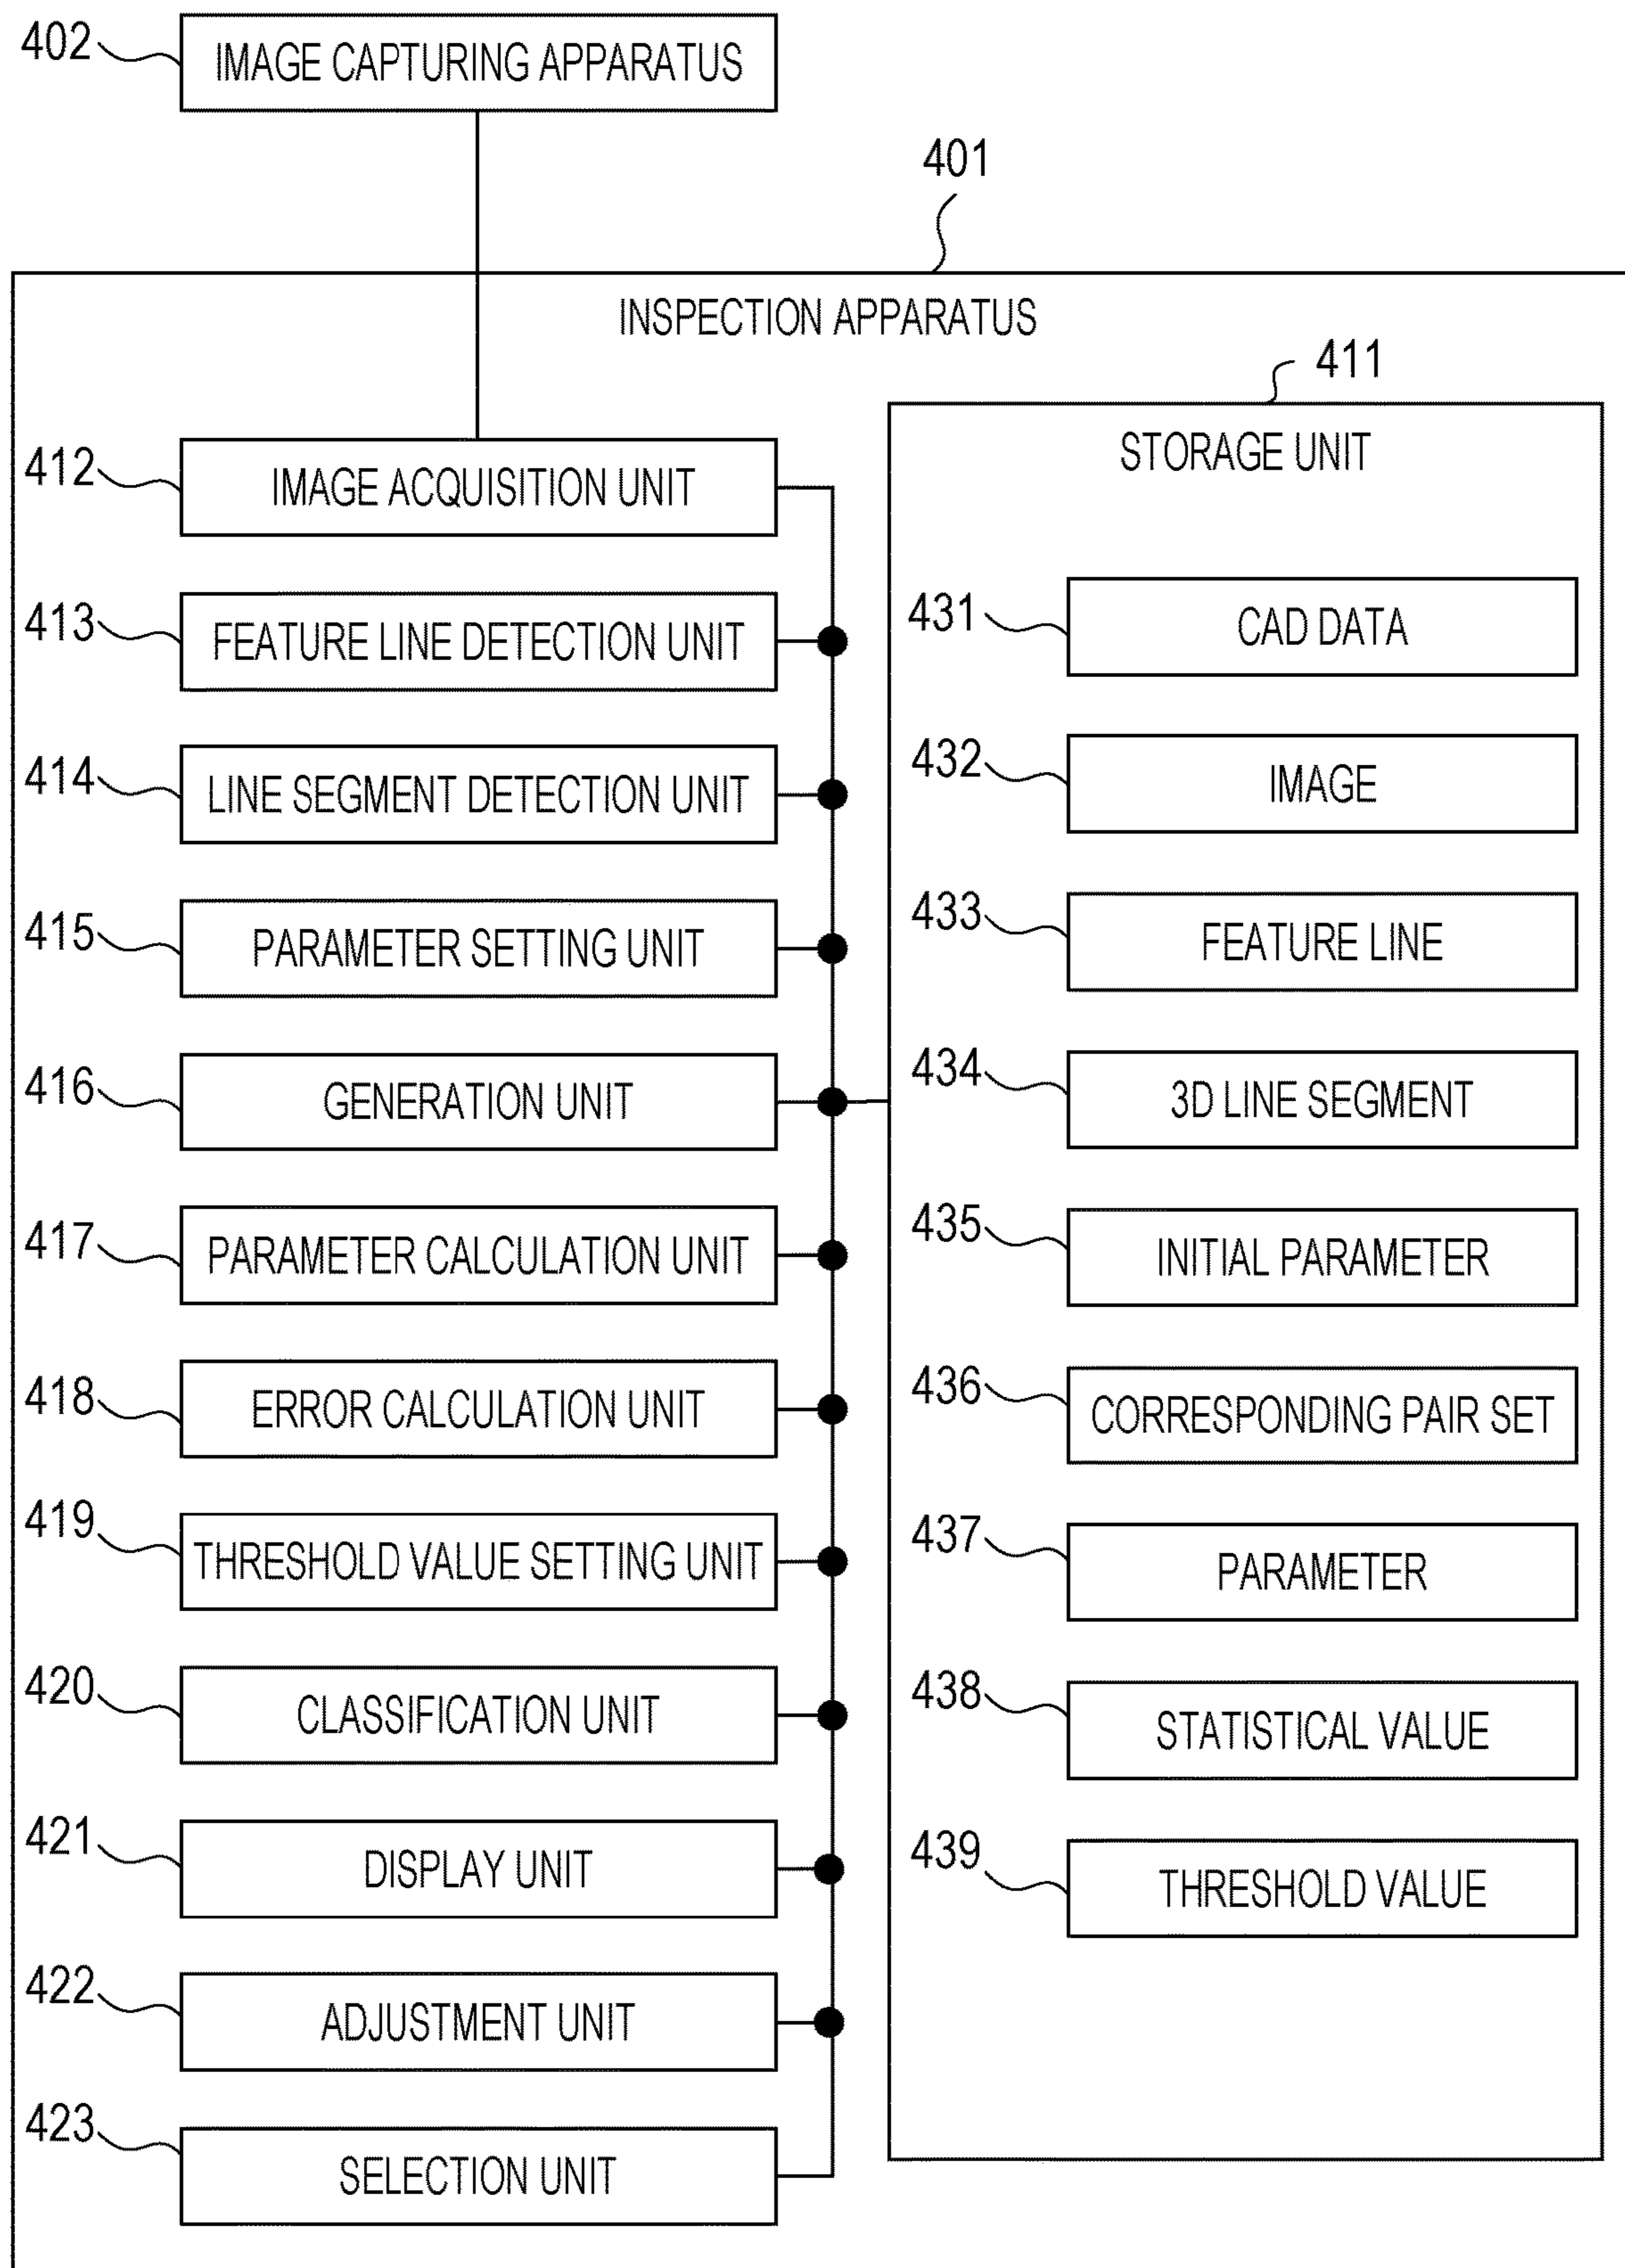 402
IMAGE CAPTURING APPARATUS
401
INSPECTION APPARATUS
411
STORAGE UNIT
412
IMAGE ACQUISITION UNIT
413
FEATURE LINE DETECTION UNIT
414
LINE SEGMENT DETECTION UNIT
415
PARAMETER SETTING UNIT
416
GENERATION UNIT
417
PARAMETER CALCULATION UNIT
418
ERROR CALCULATION UNIT
419
THRESHOLD VALUE SETTING UNIT
420
CLASSIFICATION UNIT
421
DISPLAY UNIT
422
ADJUSTMENT UNIT
423
SELECTION UNIT
431
CAD DATA
432
IMAGE
433
FEATURE LINE
434
3D LINE SEGMENT
435
INITIAL PARAMETER
436
CORRESPONDING PAIR SET
437
PARAMETER
438
STATISTICAL VALUE
439
THRESHOLD VALUE